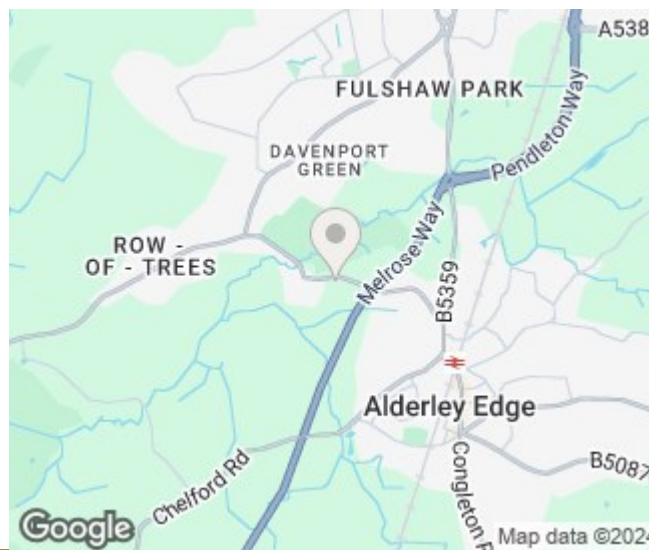 A538
FULSHAW PARK
Pendleton Way
DAVENPORT
GREEN
ROW -
OF - TREES
Melrose Way
B5359
Alderley Edge
B5087
Chelford Rd
Congleton R
Google
Map data ©2024